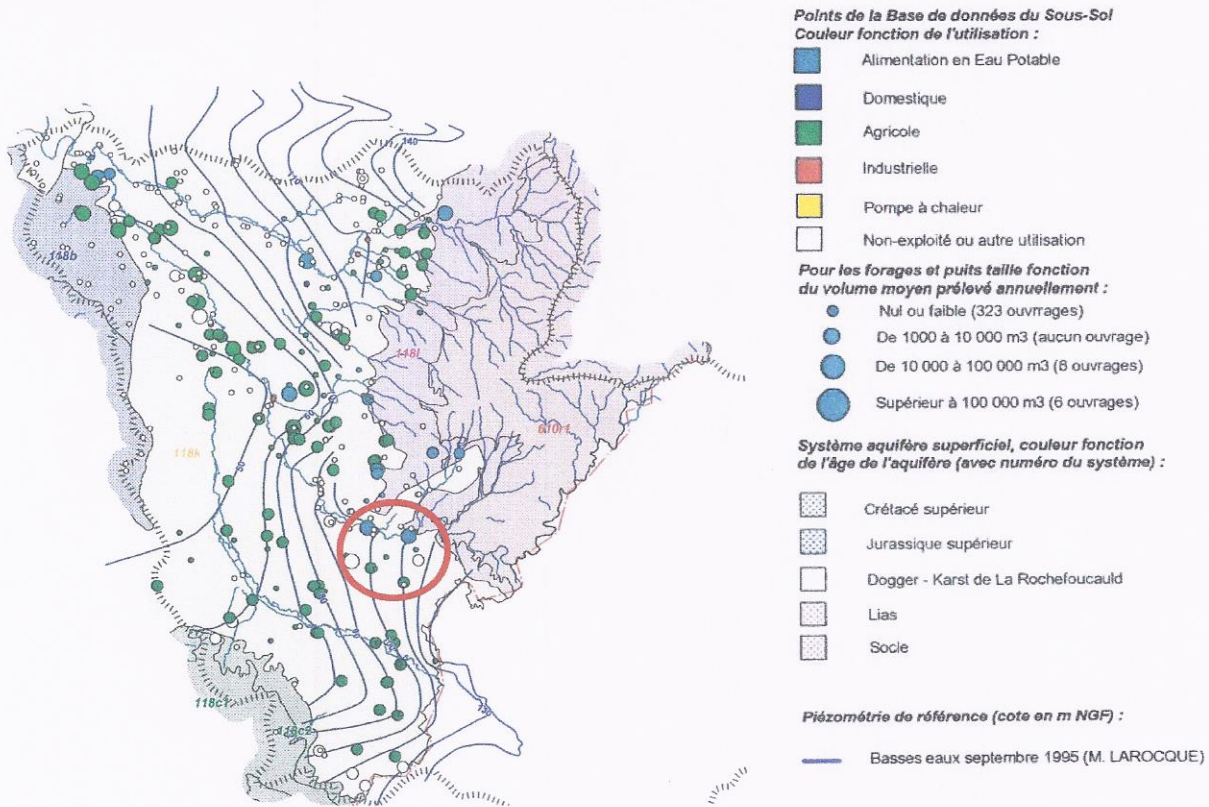 Points de la Base de données du Sous-Sol
Couleur fonction de l'utilisation :
Alimentation en Eau Potable
Domestique
Agricole
Industrielle
Pompe à chaleur
Non-exploité ou autre utilisation
Pour les forages et puits taille fonction
du volume moyen prélevé annuellement :
Nul ou faible (323 ouvrrages)
De 1000 à 10 000 m3 (aucun ouvrage)
De 10 000 à 100 000 m3 (8 ouvrages)
Supérieur à 100 000 m3 (6 ouvrages)
Système aquifère superficiel, couleur fonction
de l'âge de l'aquifère (avec numéro du système) :
Crétacé supérieur
Jurassique supérieur
Dogger - Karst de La Rochefoucauld
Lias
Socle
Piézométrie de référence (cote en m NGF) :
Basses eaux septembre 1995 (M. LAROCQUE)
140
118b
118i
118k
610r1
118c1
118c2